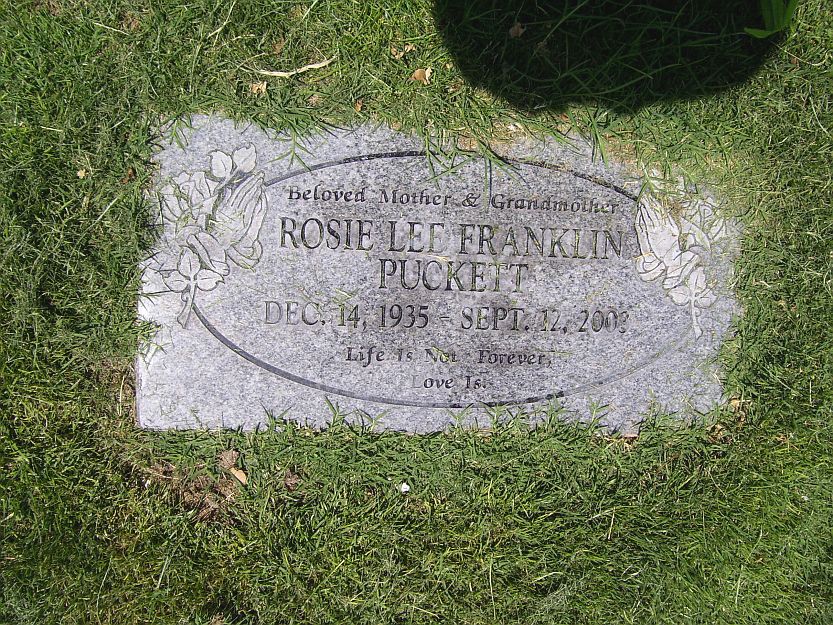 Beloved Mother & Grandmother
ROSIE LEE FRANKLIN
PUCKETT
DEC. 14, 1935 - SEPT. 12,
Life Is Not Forever,
Love Is.